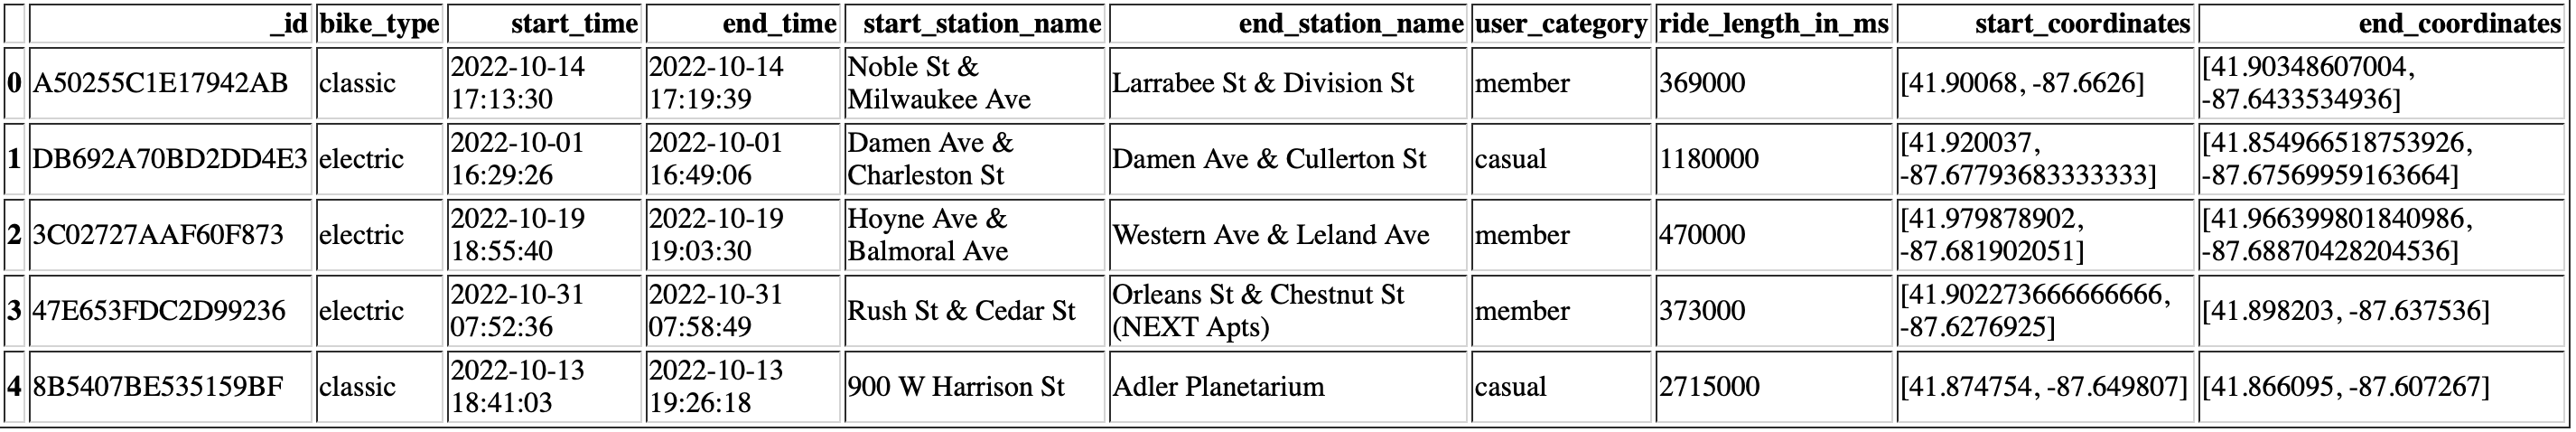 _id bike_type start_time end_time start_station_name end_station_name user_category ride_length_in_ms start_coordinates end_coordinates
0 A50255C1E17942AB classic 2022-10-14 17:13:30 2022-10-14 17:19:39 Noble St & Milwaukee Ave Larrabee St & Division St member 369000 [41.90068, -87.6626] [41.90348607004, -87.6433534936]
1 DB692A70BD2DD4E3 electric 2022-10-01 16:29:26 2022-10-01 16:49:06 Damen Ave & Charleston St Damen Ave & Cullerton St casual 1180000 [41.920037, -87.67793683333333] [41.854966518753926, -87.67569959163664]
2 3C02727AAF60F873 electric 2022-10-19 18:55:40 2022-10-19 19:03:30 Hoyne Ave & Balmoral Ave Western Ave & Leland Ave member 470000 [41.979878902, -87.681902051] [41.966399801840986, -87.68870428204536]
3 47E653FDC2D99236 electric 2022-10-31 07:52:36 2022-10-31 07:58:49 Rush St & Cedar St Orleans St & Chestnut St (NEXT Apts) member 373000 [41.902273666666666, -87.6276925] [41.898203, -87.637536]
4 8B5407BE535159BF classic 2022-10-13 18:41:03 2022-10-13 19:26:18 900 W Harrison St Adler Planetarium casual 2715000 [41.874754, -87.649807] [41.866095, -87.607267]